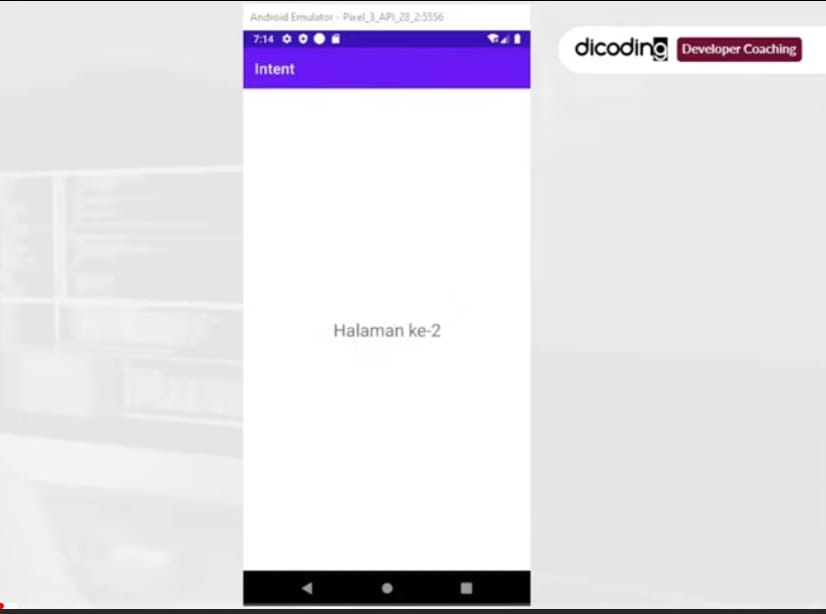 Android Emulator - Pixel_3_API_28_2:5556
7:14
Intent
Halaman ke-2
dicoding
Developer Coaching